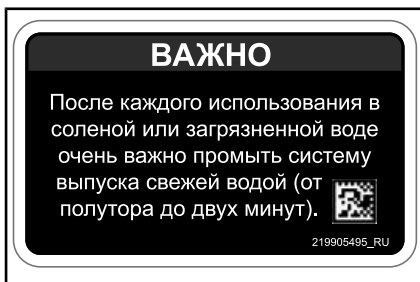 ВАЖНО
После каждого использования в
соленой или загрязненной воде
очень важно промыть систему
выпуска свежей водой (от
полутора до двух минут).
219905495_RU